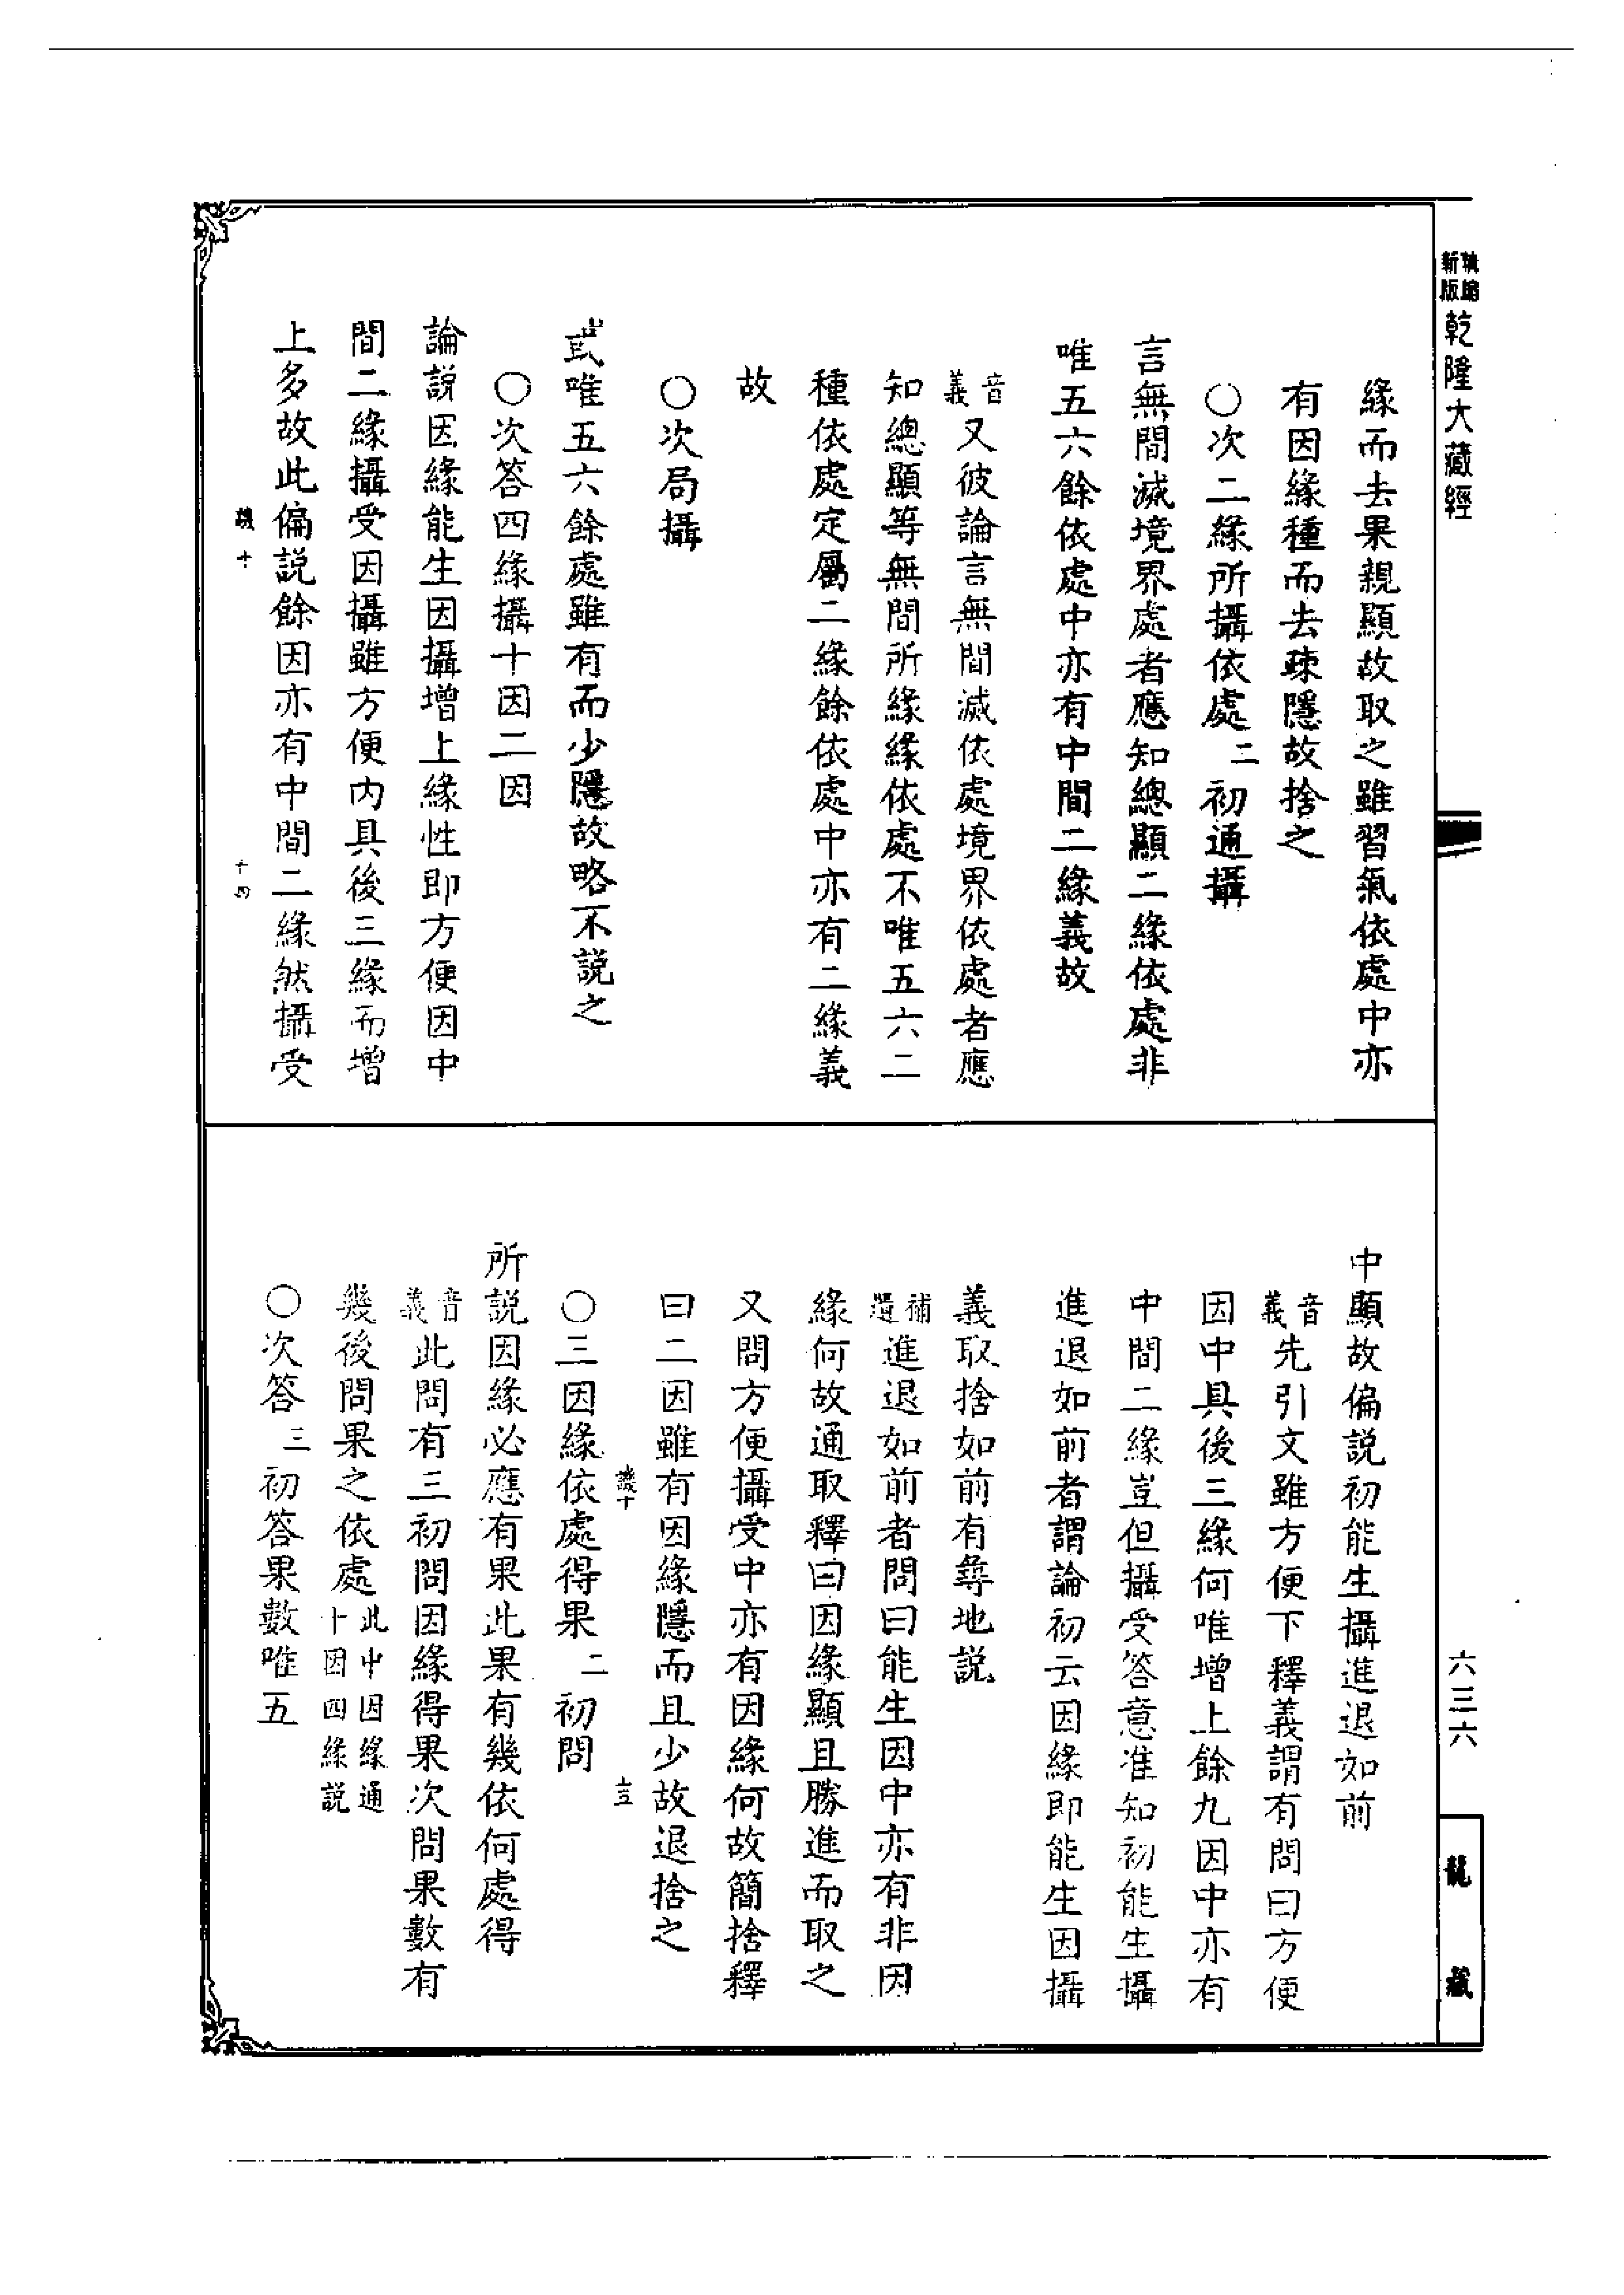 新版 乾隆大藏經
六三六
龍藏
緣而去果親顯故取之雖習氣依處中亦
有因緣種而去疎隱故捨之
○次二緣所攝依處二初通攝
言無間滅境界處者應知總顯二緣依處非
唯五六餘依處中亦有中間二緣義故
音義又彼論言無間滅依處境界依處者應
知總顯等無間所緣緣依處不唯五六二
種依處定屬二緣餘依處中亦有二緣義
故
○次局攝
唯五六餘處雖有而少隱故略不說之
○次答四緣攝十因二因
論說因緣能生因攝增上緣性即方便因中
間二緣攝受因攝雖方便內具後三緣而增
上多故此偏說餘因亦有中間二緣然攝受
十 十四
中顯故偏說初能生攝進退如前
音義先引文雖方便下釋義謂有問曰方便
因中具後三緣何唯增上餘九因中亦有
中間二緣豈但攝受答意准知初能生攝
進退如前者謂論初云因緣即能生因攝
義取捨如前有尋地說
補遺進退如前者問曰能生因中亦有非因
緣何故通取釋曰因緣顯且勝進而取之
又問方便攝受中亦有因緣何故簡捨釋
曰二因雖有因緣隱而且少故退捨之
十
○三因緣依處得果二初問
所說因緣必應有果此果有幾依何處得
音義此問有三初問因緣得果次問果數有
幾後問果之依處此中因緣通十因四緣說
○次答三初答果數唯五